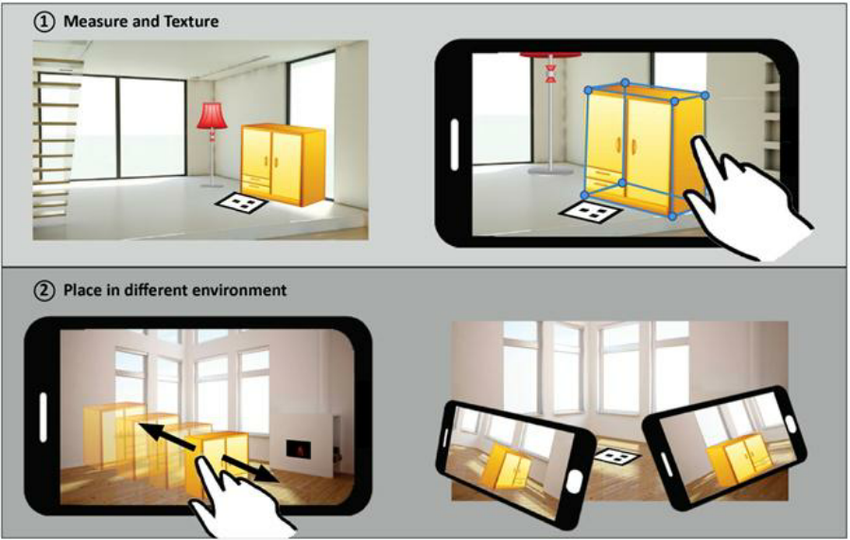 ① Measure and Texture
② Place in different environment